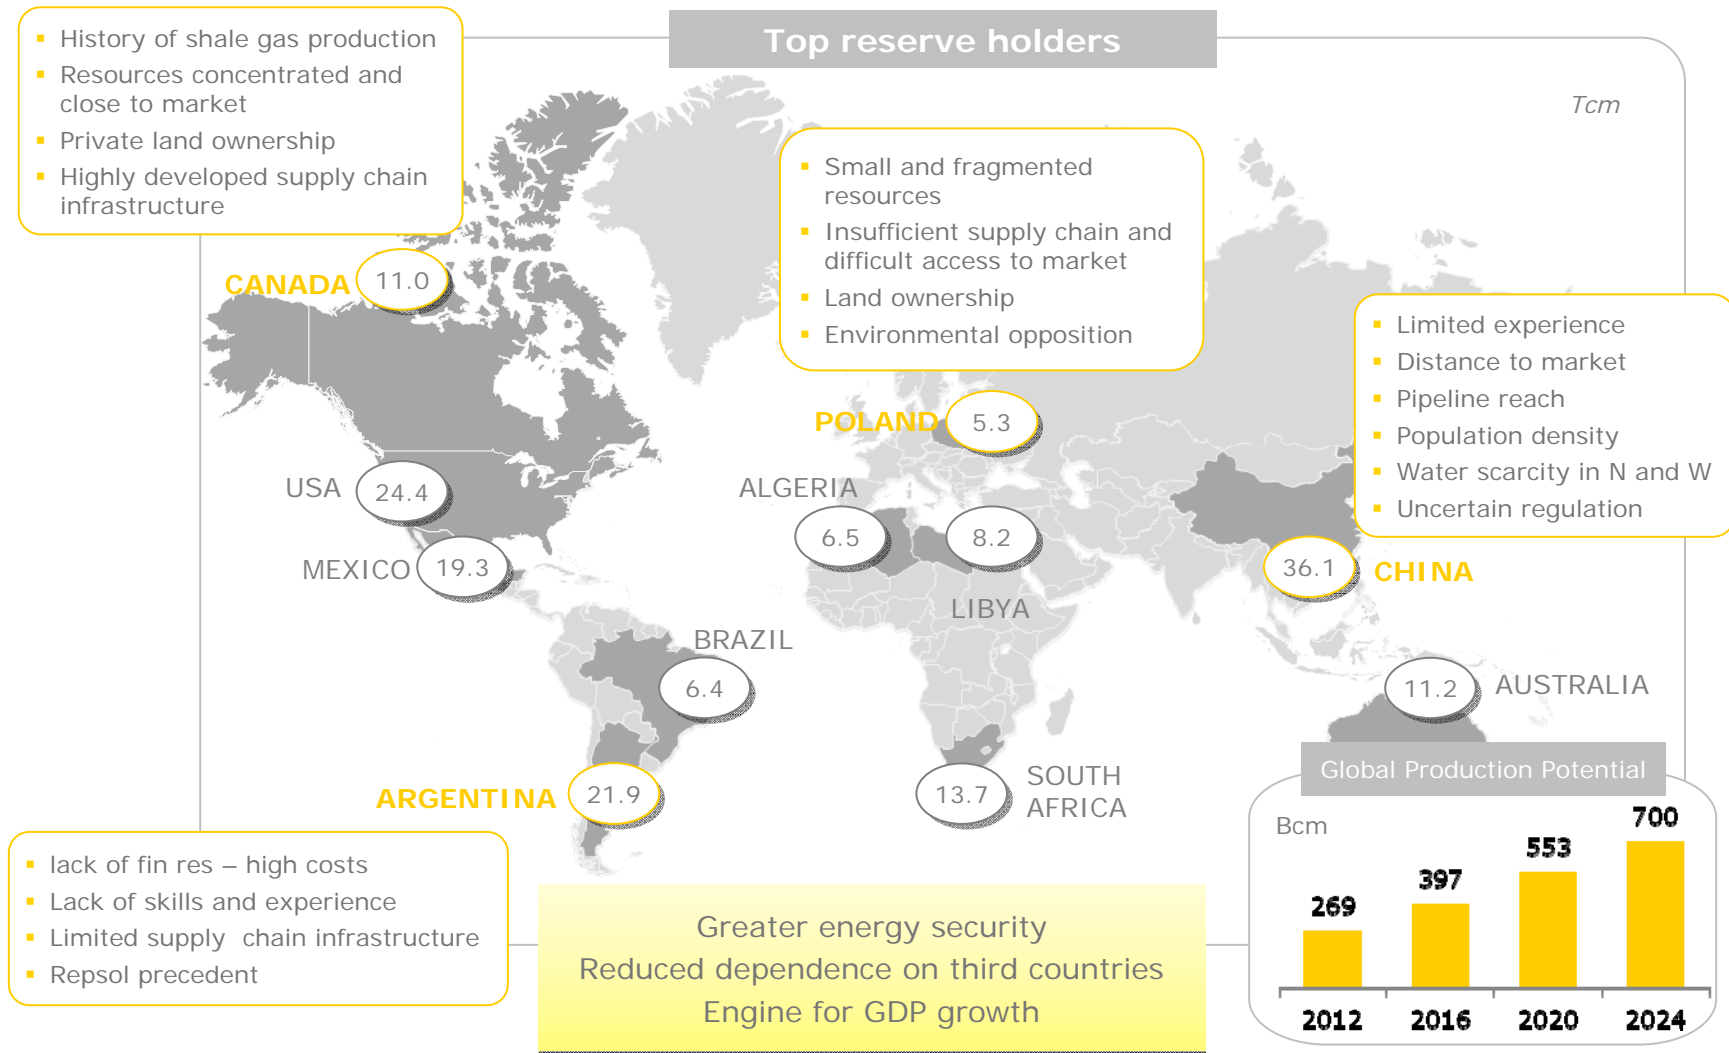 Top reserve holders
Tcm
▪ History of shale gas production
▪ Resources concentrated and
close to market
▪ Private land ownership
▪ Highly developed supply chain
infrastructure
▪ Small and fragmented
resources
▪ Insufficient supply chain and
difficult access to market
▪ Land ownership
▪ Environmental opposition
▪ Limited experience
▪ Distance to market
▪ Pipeline reach
▪ Population density
▪ Water scarcity in N and W
▪ Uncertain regulation
CANADA 11.0
POLAND 5.3
USA 24.4
ALGERIA
6.5
8.2
LIBYA
MEXICO 19.3
36.1 CHINA
BRAZIL
6.4
11.2 AUSTRALIA
ARGENTINA 21.9
13.7
SOUTH
AFRICA
▪ lack of fin res – high costs
▪ Lack of skills and experience
▪ Limited supply chain infrastructure
▪ Repsol precedent
Greater energy security
Reduced dependence on third countries
Engine for GDP growth
Global Production Potential
Bcm
269 397 553 700
2012 2016 2020 2024